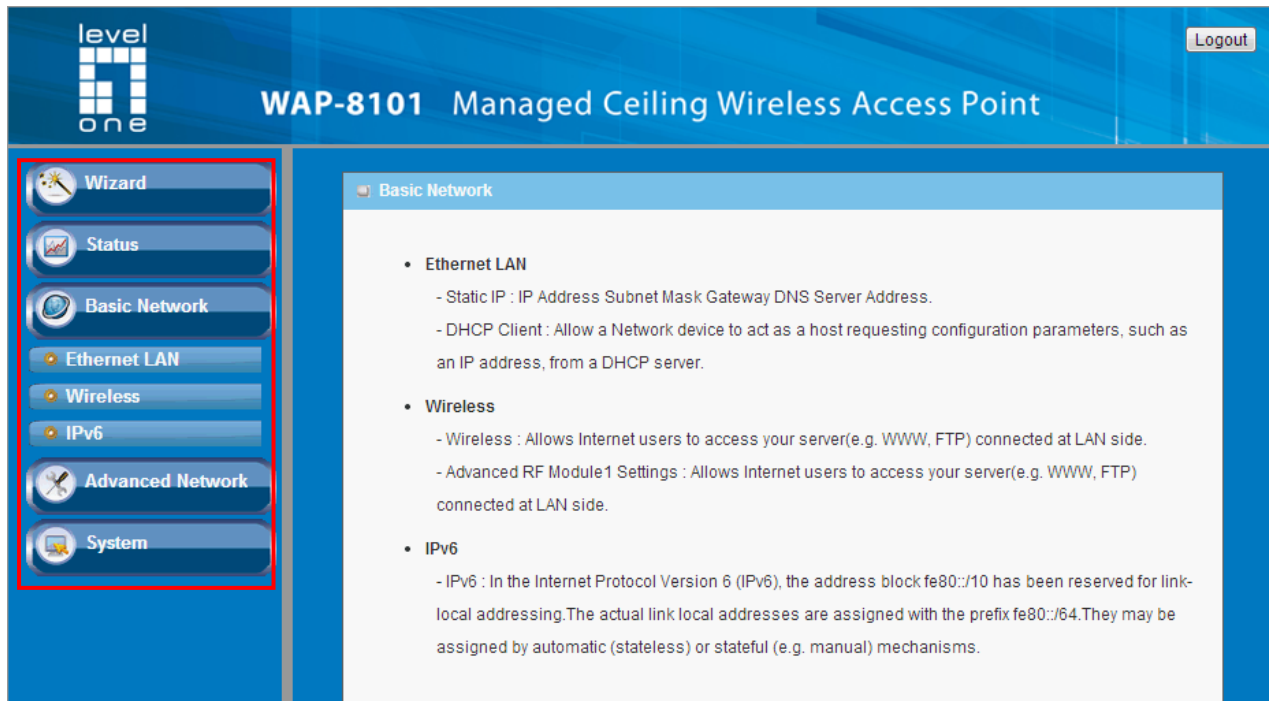 level
one
Logout
WAP-8101 Managed Ceiling Wireless Access Point
Wizard
Status
Basic Network
Ethernet LAN
Wireless
IPv6
Advanced Network
System
Basic Network
• Ethernet LAN
- Static IP : IP Address Subnet Mask Gateway DNS Server Address.
- DHCP Client : Allow a Network device to act as a host requesting configuration parameters, such as
an IP address, from a DHCP server.
• Wireless
- Wireless : Allows Internet users to access your server(e.g. WWW, FTP) connected at LAN side.
- Advanced RF Module1 Settings : Allows Internet users to access your server(e.g. WWW, FTP)
connected at LAN side.
• IPv6
- IPv6 : In the Internet Protocol Version 6 (IPv6), the address block fe80::/10 has been reserved for link-
local addressing.The actual link local addresses are assigned with the prefix fe80::/64.They may be
assigned by automatic (stateless) or stateful (e.g. manual) mechanisms.